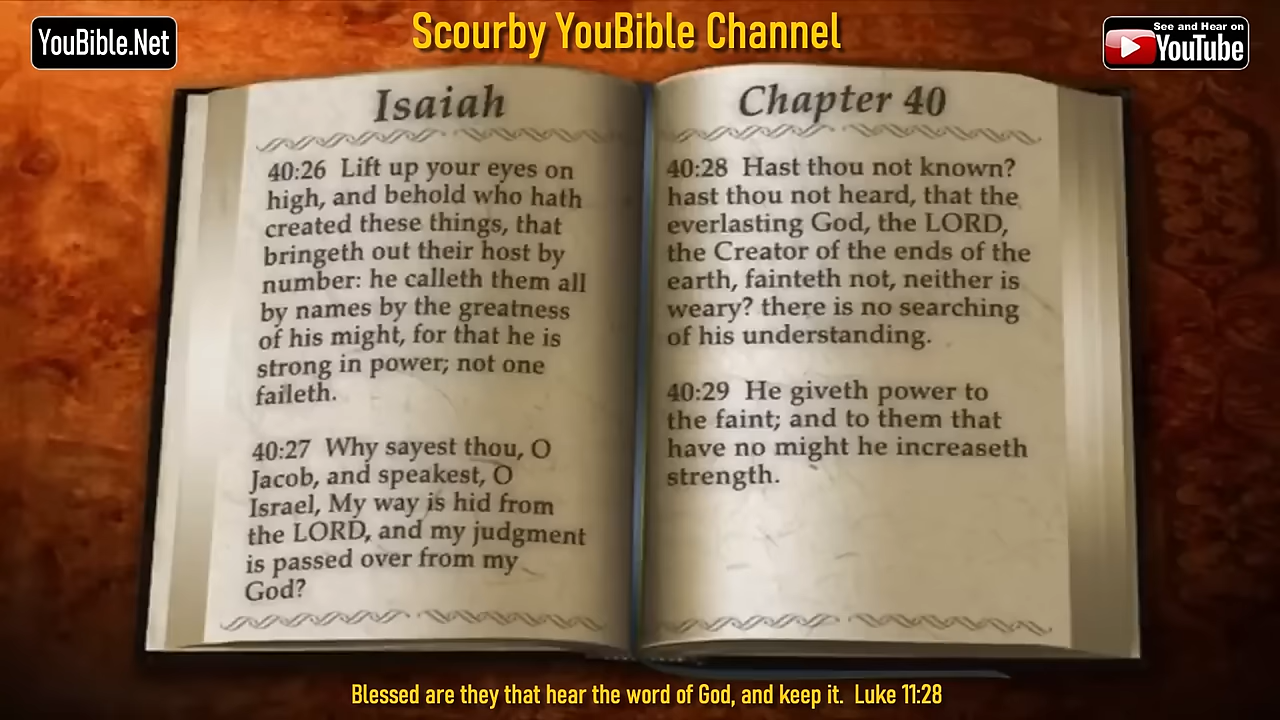 YouBible.Net
Scourby YouBible Channel
See and Hear on
YouTube
Isaiah
40:26 Lift up your eyes on
high, and behold who hath
created these things, that
bringeth out their host by
number: he calleth them all
by names by the greatness
of his might, for that he is
strong in power; not one
faileth.
40:27 Why sayest thou, O
Jacob, and speakest, O
Israel, My way is hid from
the LORD, and my judgment
is passed over from my
God?
Chapter 40
40:28 Hast thou not known?
hast thou not heard, that the
everlasting God, the LORD,
the Creator of the ends of the
earth, fainteth not, neither is
weary? there is no searching
of his understanding.
40:29 He giveth power to
the faint; and to them that
have no might he increaseth
strength.
Blessed are they that hear the word of God, and keep it. Luke 11:28